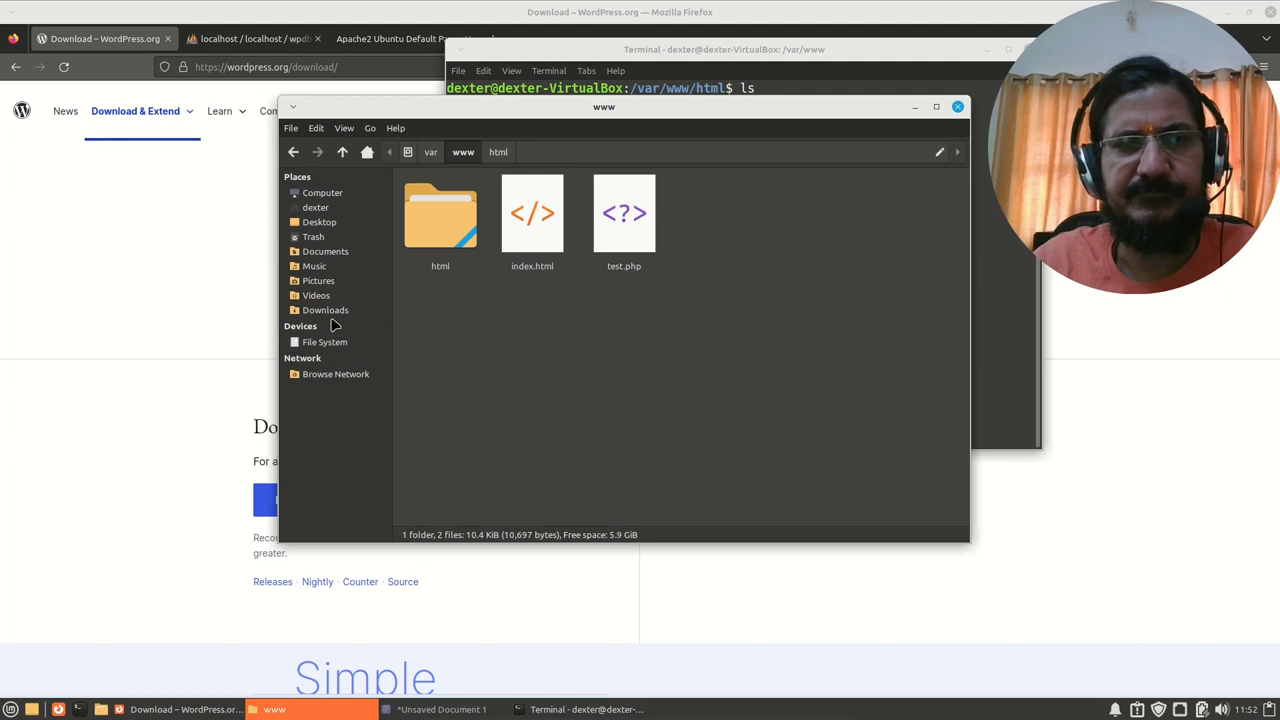 Download – WordPress.org — Mozilla Firefox
Download – WordPress.org
localhost / localhost / wpdb
Apache2 Ubuntu Default Pa
Terminal - dexter@dexter-VirtualBox: /var/www
https://wordpress.org/download/
File Edit View Terminal Tabs Help
dexter@dexter-VirtualBox:/var/www/html$ ls
News Download & Extend Learn
www
File Edit View Go Help
var www html
Places
Computer
dexter
Desktop
Trash
Documents
Music
Pictures
Videos
Downloads
Devices
File System
Network
Browse Network
html
index.html
test.php
</>
<?>
1 folder, 2 files: 10.4 KiB (10,697 bytes), Free space: 5.9 GiB
greater.
Releases · Nightly · Counter · Source
Simple
Download – WordPress.or...
www
*Unsaved Document 1
Terminal - dexter@dexter-...
11:52